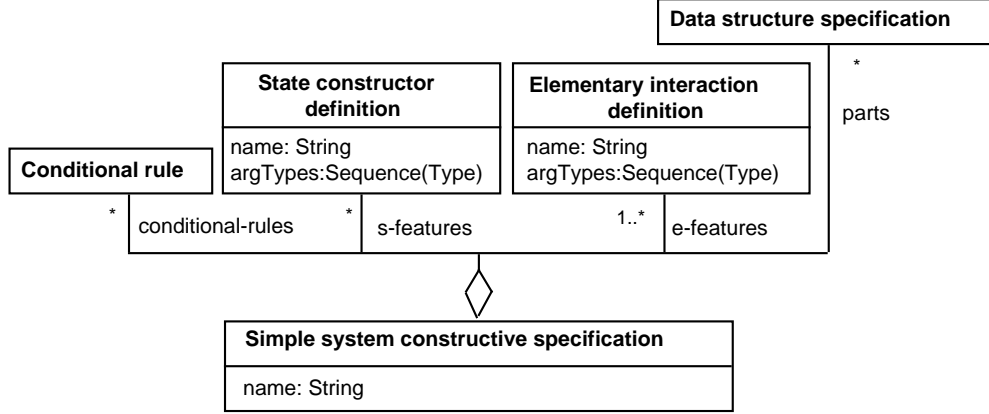 Data structure specification
*
parts
State constructor
definition
name: String
argTypes:Sequence(Type)
Elementary interaction
definition
name: String
argTypes:Sequence(Type)
Conditional rule
*
conditional-rules
*
s-features
1..*
e-features
Simple system constructive specification
name: String